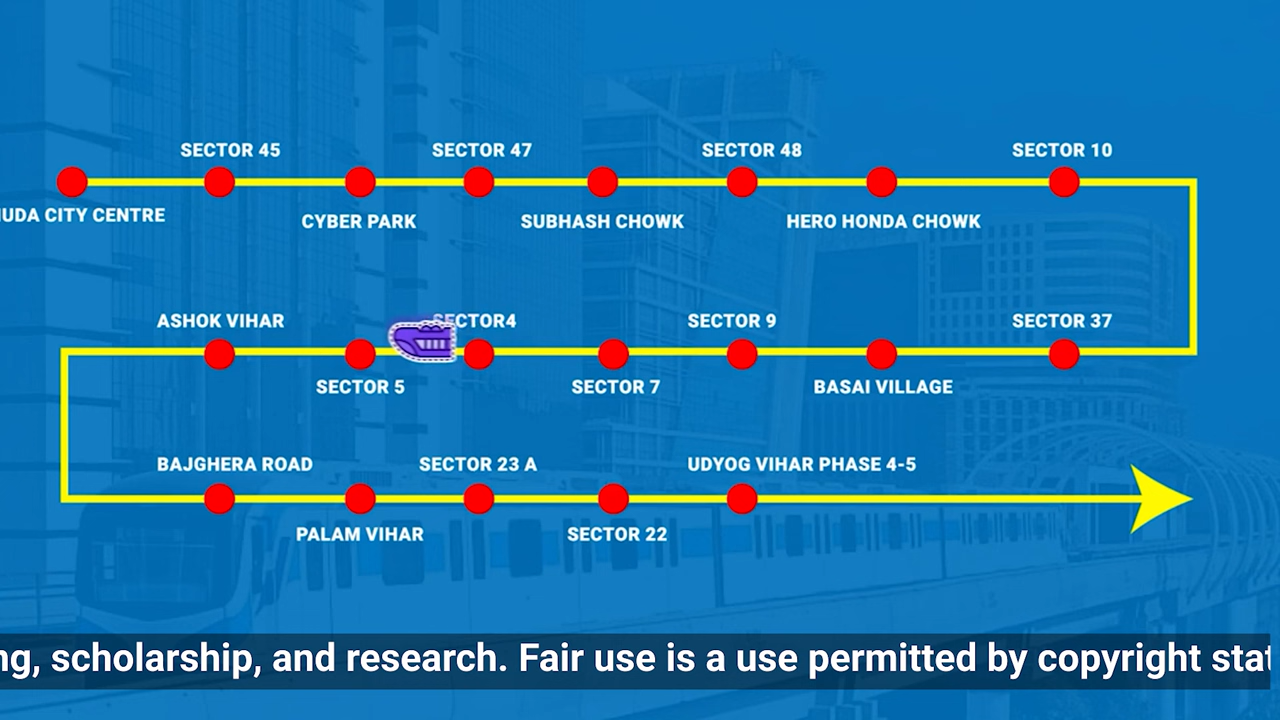 SECTOR 45
SECTOR 47
SECTOR 48
SECTOR 10
CITY CENTRE
CYBER PARK
SUBHASH CHOWK
HERO HONDA CHOWK
ASHOK VIHAR
SECTOR4
SECTOR 9
SECTOR 37
SECTOR 5
SECTOR 7
BASAI VILLAGE
BAJGHERA ROAD
SECTOR 23 A
UDYOG VIHAR PHASE 4-5
PALAM VIHAR
SECTOR 22
ng, scholarship, and research. Fair use is a use permitted by copyright stat